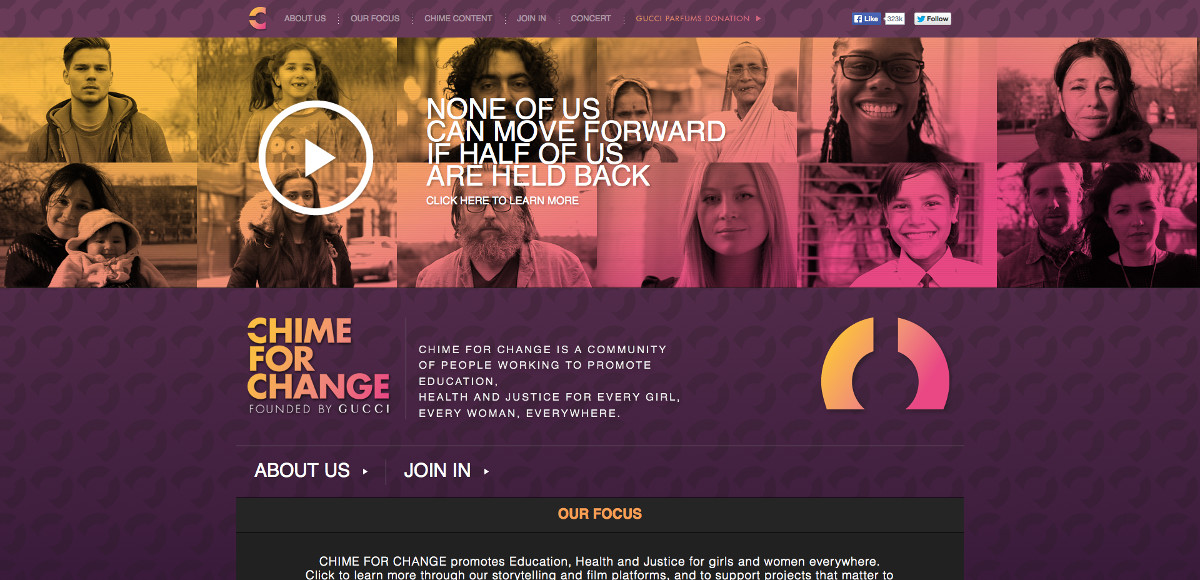 ABOUT US
OUR FOCUS
CHIME CONTENT
JOIN IN
CONCERT
GUCCI PARFUMS DONATION
Like 323k
Follow
NONE OF US
CAN MOVE FORWARD
IF HALF OF US
ARE HELD BACK
CLICK HERE TO LEARN MORE
CHIME
FOR
CHANGE
FOUNDED BY GUCCI
CHIME FOR CHANGE IS A COMMUNITY
OF PEOPLE WORKING TO PROMOTE
EDUCATION,
HEALTH AND JUSTICE FOR EVERY GIRL,
EVERY WOMAN, EVERYWHERE.
ABOUT US
JOIN IN
OUR FOCUS
CHIME FOR CHANGE promotes Education, Health and Justice for girls and women everywhere.
Click to learn more through our storytelling and film platforms, and to support projects that matter to